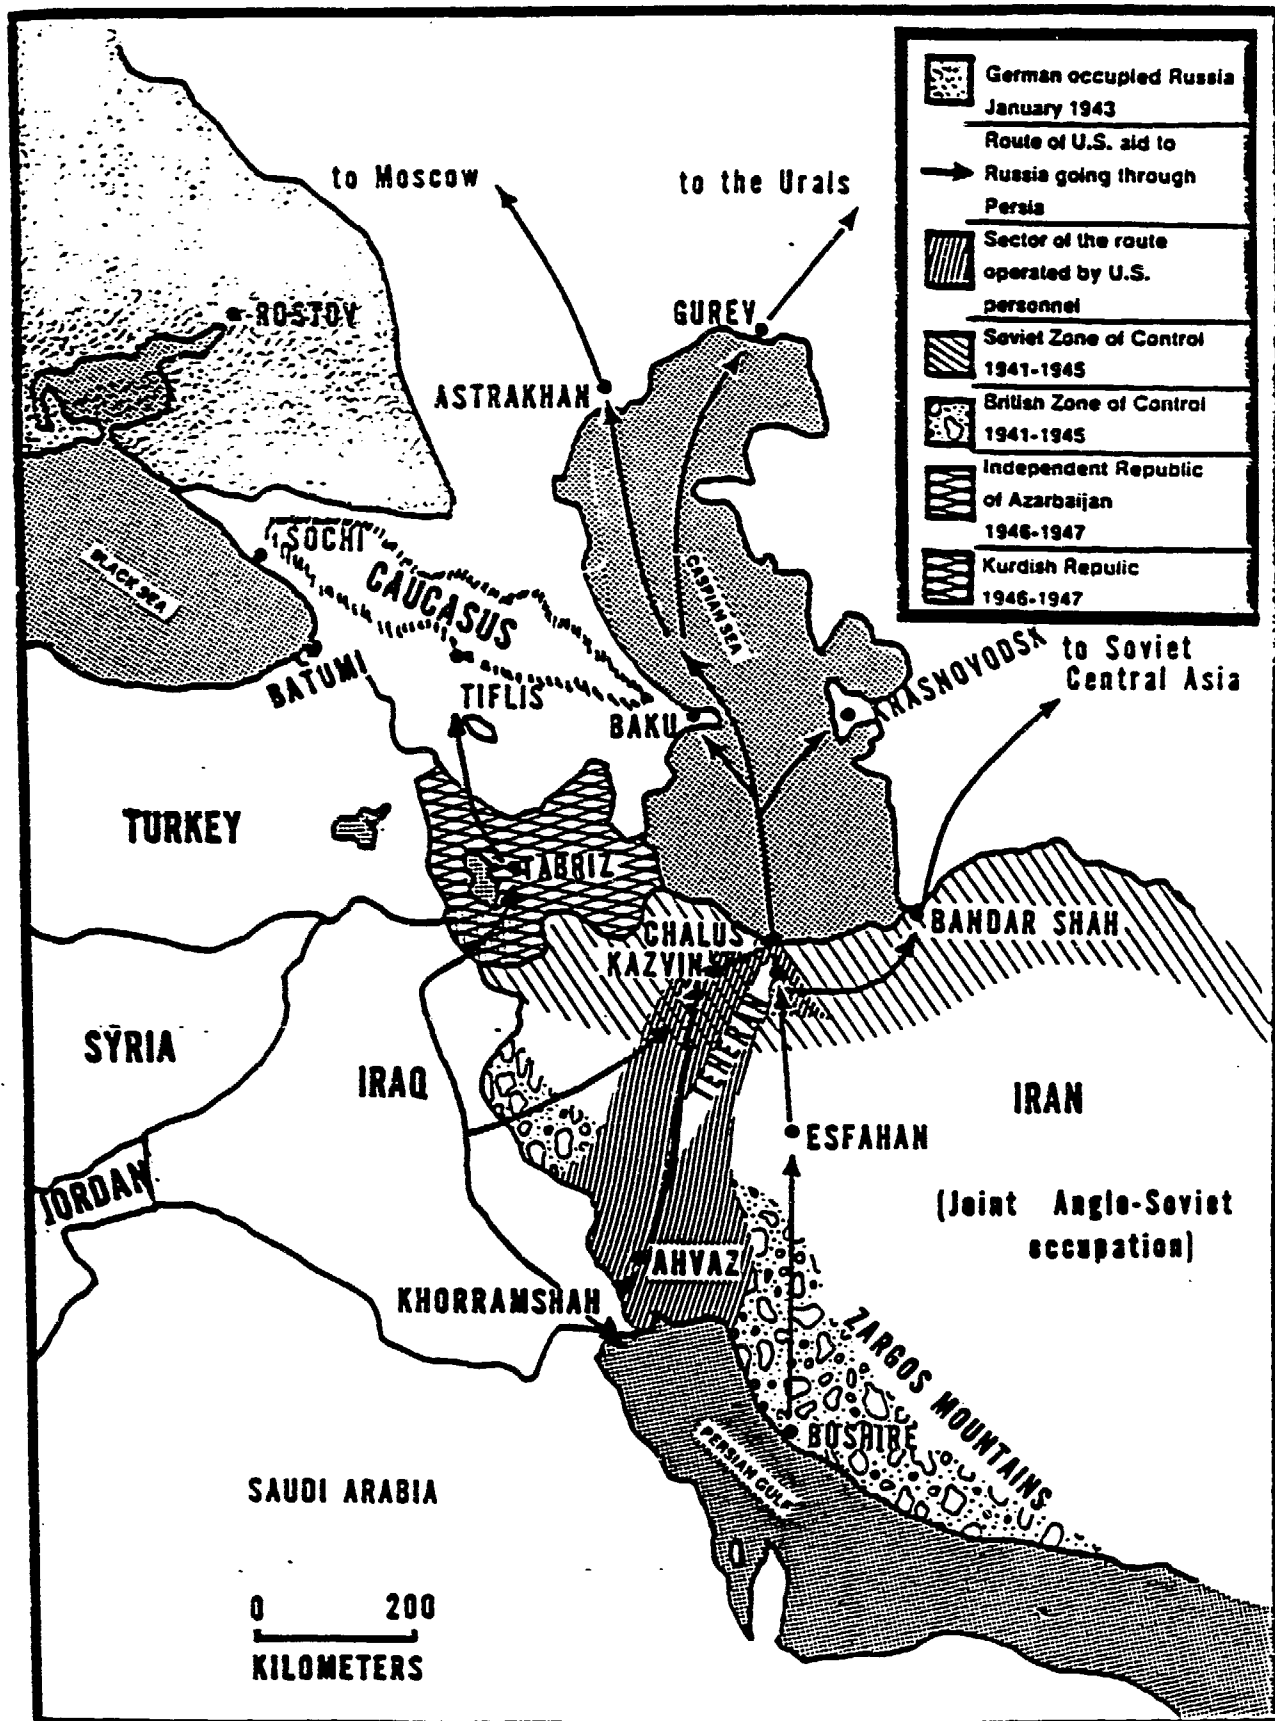 German occupied Russia
January 1943
Route of U.S. aid to
Russia going through
Persia
Sector of the route
operated by U.S.
personnel
Soviet Zone of Control
1941-1945
British Zone of Control
1941-1945
Independent Republic
of Azarbaijan
1946-1947
Kurdish Repulic
1946-1947
to Moscow
to the Urals
ROSTOV
GUREV
ASTRAKHAN
SOCHI
BLACK SEA
CAUCASUS
CASPIAN SEA
BATUMI
TIFLIS
BAKU
KRASNOVODSK
to Soviet
Central Asia
TURKEY
TABRIZ
CHALUS
BANDAR SHAH
KAZVIN
SYRIA
IRAQ
TEHERAN
IRAN
ESFAHAN
JORDAN
(Joint Anglo-Soviet
occupation)
AHVAZ
KHORRAMSHAH
ZARGOS MOUNTAINS
BUSHIRE
PERSIAN GULF
SAUDI ARABIA
0 200
KILOMETERS